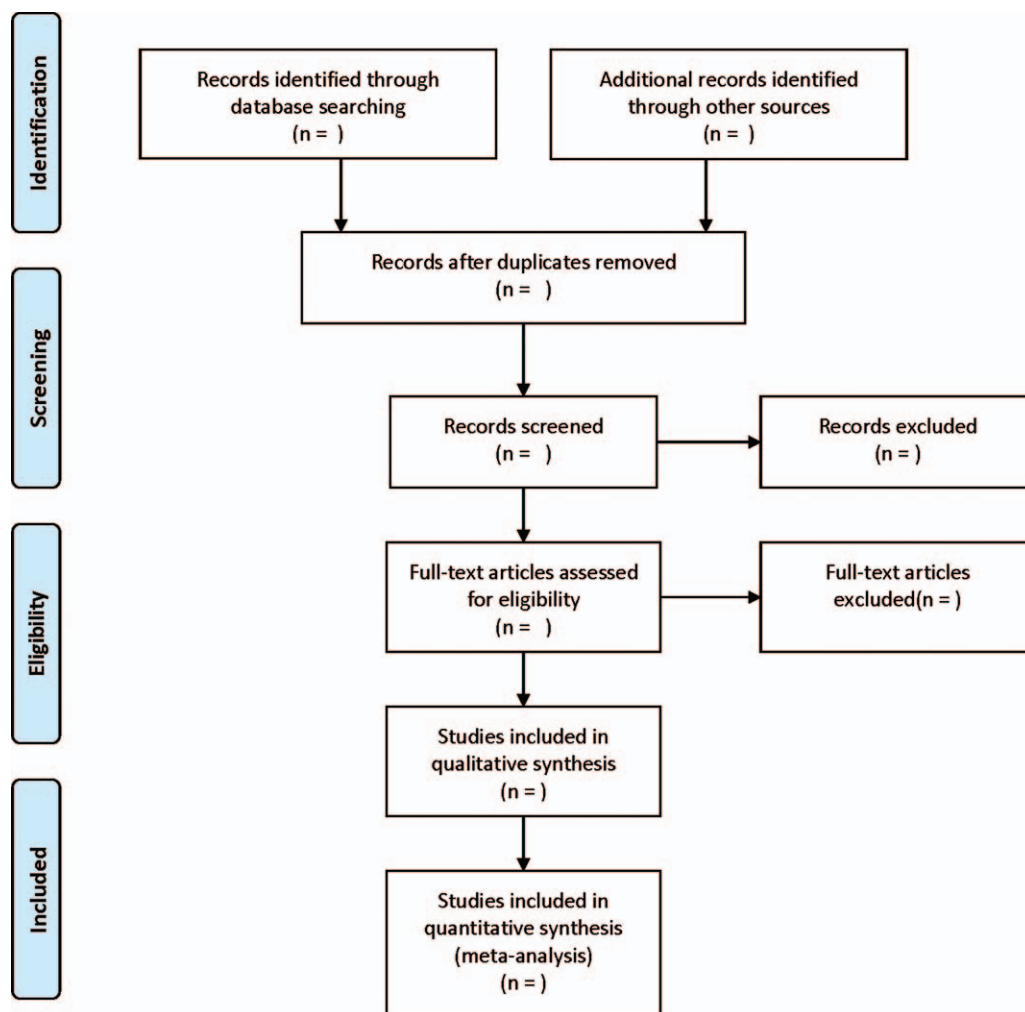 Identification
Records identified through
database searching
(n =  )
Additional records identified
through other sources
(n =  )
Records after duplicates removed
(n =   )
Screening
Records screened
(n =   )
Records excluded
(n = )
Eligibility
Full-text articles assessed
for eligibility
(n =   )
Full-text articles
excluded(n = )
Studies included in
qualitative synthesis
(n = )
Included
Studies included in
quantitative synthesis
(meta-analysis)
(n = )